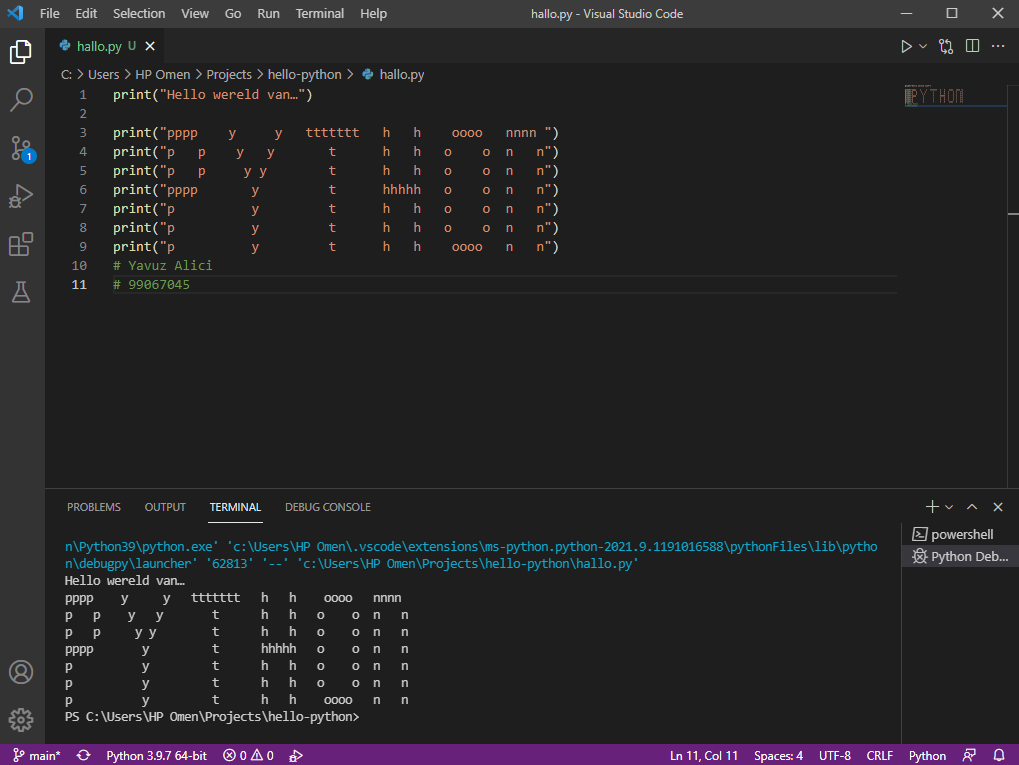 File Edit Selection View Go Run Terminal Help hallo.py - Visual Studio Code
hallo.py U
C: > Users > HP Omen > Projects > hello-python > hallo.py
1 print("Hello wereld van…")
2
3 print("pppp    y     y   ttttttt   h   h    oooo   nnnn ")
4 print("p   p    y   y       t      h   h   o    o  n   n")
5 print("p   p     y y        t      h   h   o    o  n   n")
6 print("pppp       y         t      hhhhh   o    o  n   n")
7 print("p          y         t      h   h   o    o  n   n")
8 print("p          y         t      h   h   o    o  n   n")
9 print("p          y         t      h   h    oooo   n   n")
10 # Yavuz Alici
11 # 99067045
1
PROBLEMS OUTPUT TERMINAL DEBUG CONSOLE
powershell
Python Deb...
n\Python39\python.exe' 'c:\Users\HP Omen\.vscode\extensions\ms-python.python-2021.9.1191016588\pythonFiles\lib\pytho
n\debugpy\launcher' '62813' '--' 'c:\Users\HP Omen\Projects\hello-python\hallo.py'
Hello wereld van…
pppp    y     y   ttttttt   h   h    oooo   nnnn
p   p    y   y       t      h   h   o    o  n   n
p   p     y y        t      h   h   o    o  n   n
pppp       y         t      hhhhh   o    o  n   n
p          y         t      h   h   o    o  n   n
p          y         t      h   h   o    o  n   n
p          y         t      h   h    oooo   n   n
PS C:\Users\HP Omen\Projects\hello-python>
main* Python 3.9.7 64-bit 0 0 Ln 11, Col 11 Spaces: 4 UTF-8 CRLF Python